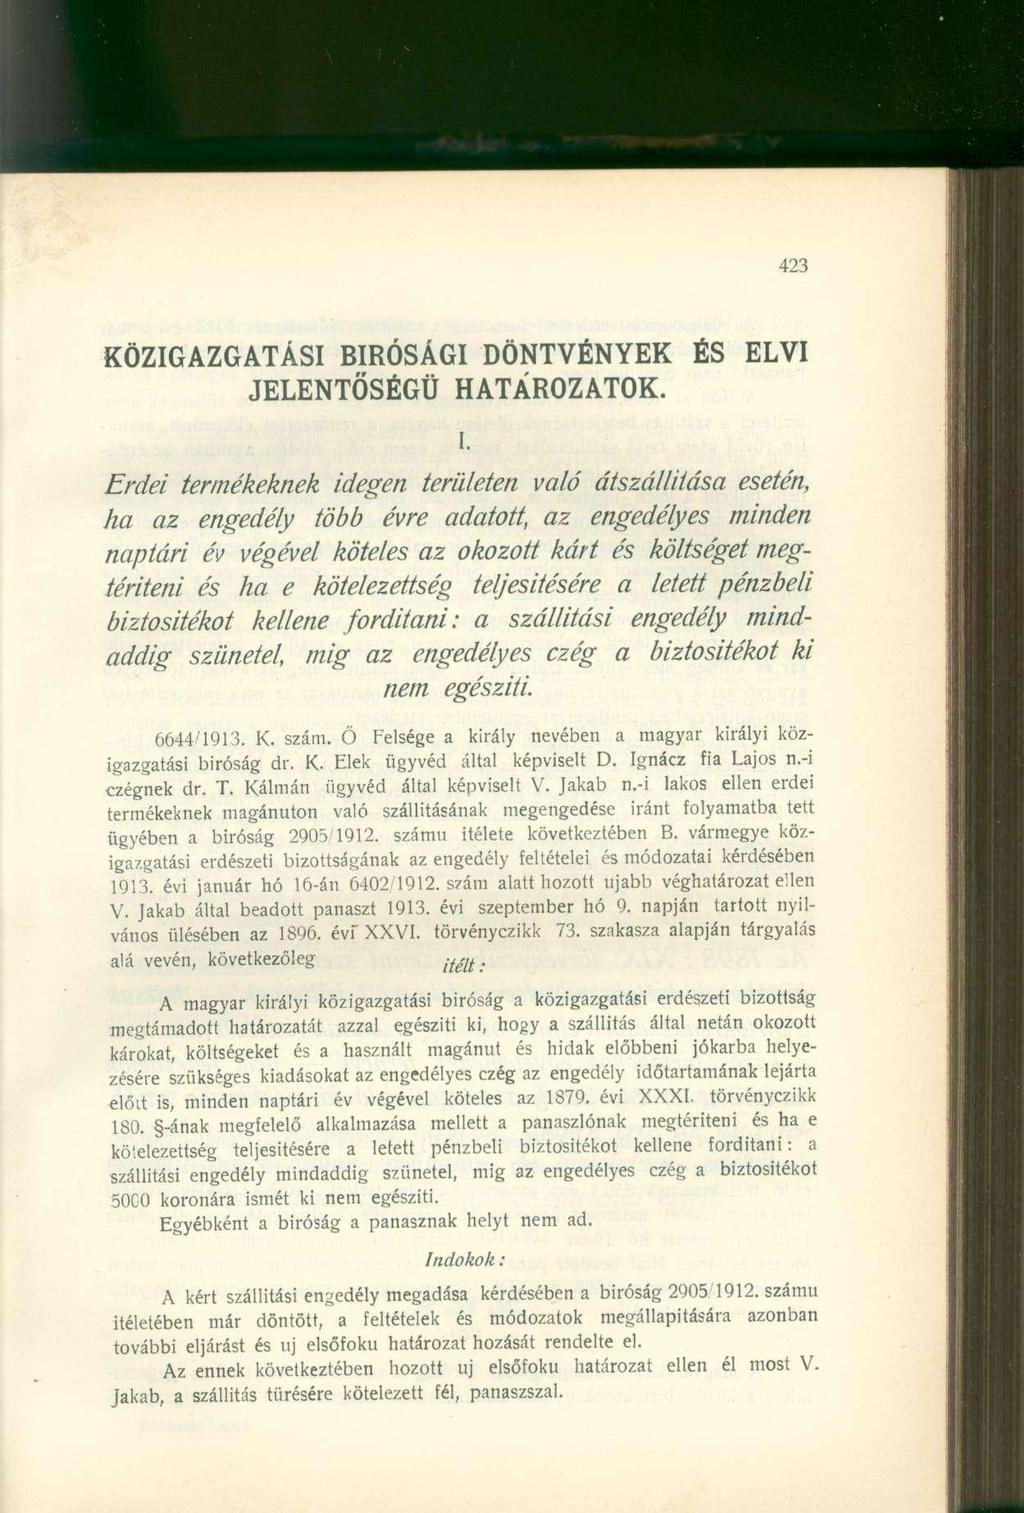 423
KÖZIGAZGATÁSI BIRÓSÁGI DÖNTVÉNYEK ÉS ELVI
JELENTŐSÉGÜ HATÁROZATOK.
I.
Erdei termékeknek idegen területen való átszállitása esetén,
ha az engedély több évre adatott, az engedélyes minden
naptári év végével köteles az okozott kárt és költséget meg-
tériteni és ha e kötelezettség teljesitésére a letett pénzbeli
biztositékot kellene forditani: a szállitási engedély mind-
addig szünetel, mig az engedélyes czég a biztositékot ki
nem egésziti.
6644/1913. K. szám. Ő Felsége a király nevében a magyar királyi köz-
igazgatási biróság dr. K. Elek ügyvéd által képviselt D. Ignácz fia Lajos n.-i
czégnek dr. T. Kálmán ügyvéd által képviselt V. Jakab n.-i lakos ellen erdei
termékeknek magánuton való szállitásának megengedése iránt folyamatba tett
ügyében a biróság 2905/1912. számu itélete következtében B. vármegye köz-
igazgatási erdészeti bizottságának az engedély feltételei és módozatai kérdésében
1913. évi január hó 16-án 6402/1912. szám alatt hozott ujabb véghatározat ellen
V. Jakab által beadott panaszt 1913. évi szeptember hó 9. napján tartott nyil-
vános ülésében az 1896. évi XXVI. törvényczikk 73. szakasza alapján tárgyalás
alá vevén, következőleg itélt:
A magyar királyi közigazgatási biróság a közigazgatási erdészeti bizottság
megtámadott határozatát azzal egésziti ki, hogy a szállitás által netán okozott
károkat, költségeket és a használt magánut és hidak előbbeni jókarba helye-
zésére szükséges kiadásokat az engedélyes czég az engedély időtartamának lejárta
előtt is, minden naptári év végével köteles az 1879. évi XXXI. törvényczikk
180. §-ának megfelelő alkalmazása mellett a panaszlónak megtériteni és ha e
kötelezettség teljesitésére a letett pénzbeli biztositékot kellene forditani: a
szállitási engedély mindaddig szünetel, mig az engedélyes czég a biztositékot
5000 koronára ismét ki nem egésziti.
Egyébként a biróság a panasznak helyt nem ad.
Indokok:
A kért szállitási engedély megadása kérdésében a biróság 2905/1912. számu
itéletében már döntött, a feltételek és módozatok megállapitására azonban
további eljárást és uj elsőfoku határozat hozását rendelte el.
Az ennek következtében hozott uj elsőfoku határozat ellen él most V.
Jakab, a szállitás türésére kötelezett fél, panaszszal.